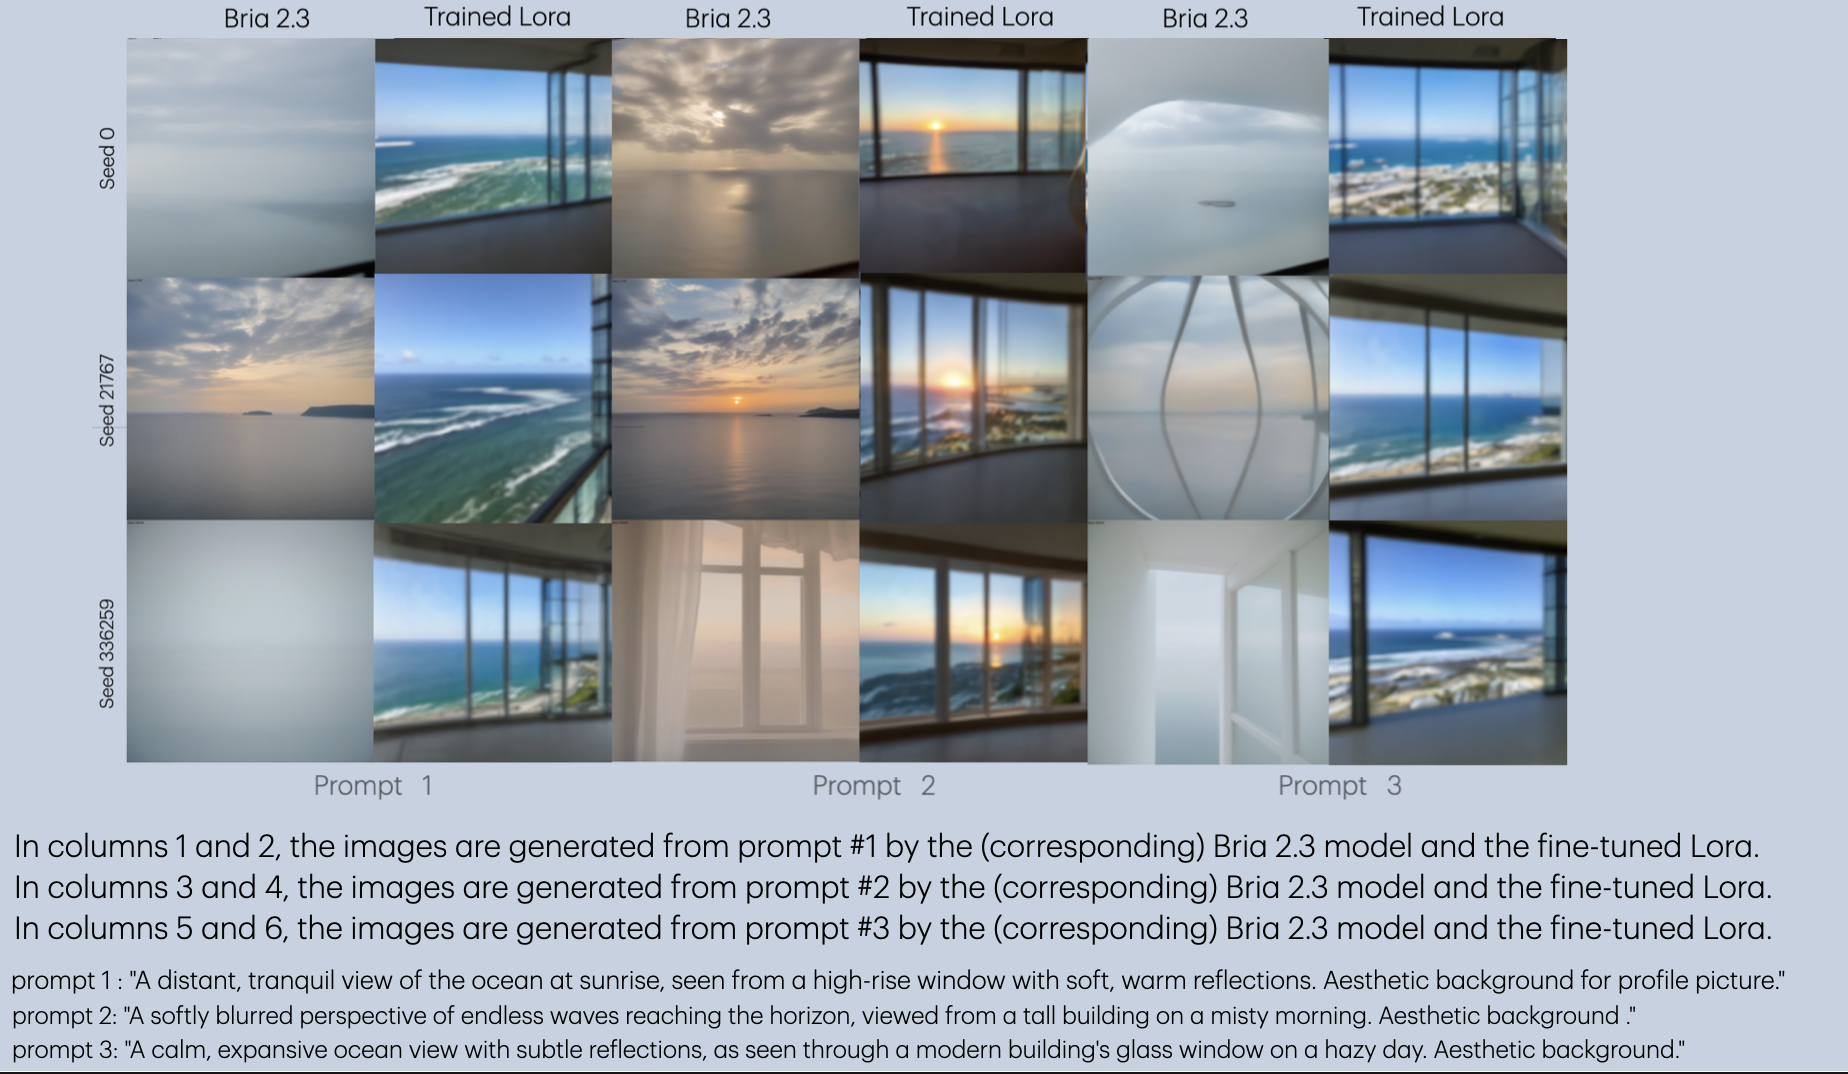 Bria 2.3 Trained Lora Bria 2.3 Trained Lora Bria 2.3 Trained Lora
Seed 0
Seed 21767
Seed 336259
Prompt 1 Prompt 2 Prompt 3
In columns 1 and 2, the images are generated from prompt #1 by the (corresponding) Bria 2.3 model and the fine-tuned Lora.
In columns 3 and 4, the images are generated from prompt #2 by the (corresponding) Bria 2.3 model and the fine-tuned Lora.
In columns 5 and 6, the images are generated from prompt #3 by the (corresponding) Bria 2.3 model and the fine-tuned Lora.
prompt 1 : "A distant, tranquil view of the ocean at sunrise, seen from a high-rise window with soft, warm reflections. Aesthetic background for profile picture."
prompt 2: "A softly blurred perspective of endless waves reaching the horizon, viewed from a tall building on a misty morning. Aesthetic background ."
prompt 3: "A calm, expansive ocean view with subtle reflections, as seen through a modern building's glass window on a hazy day. Aesthetic background."